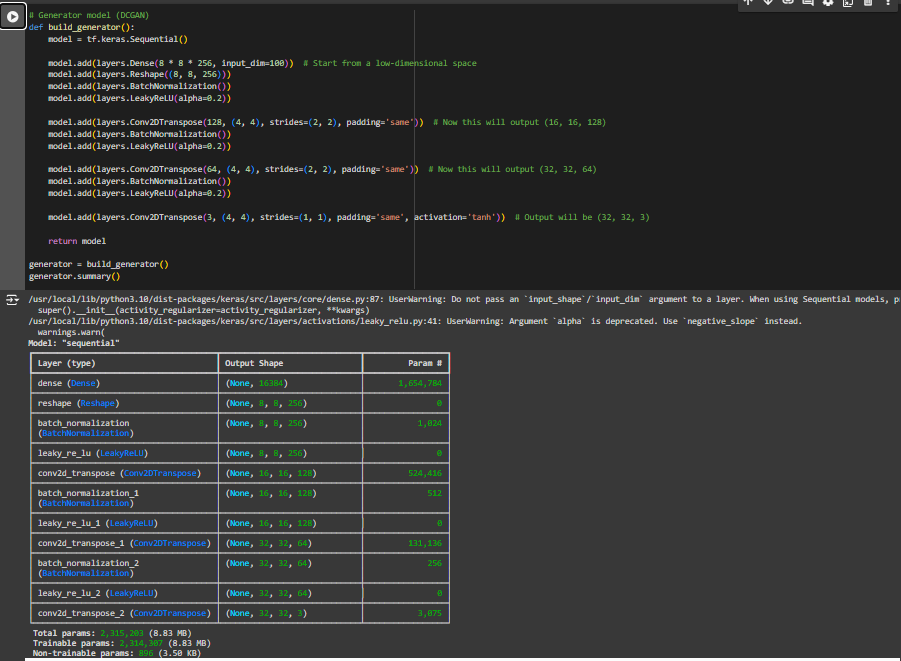 # Generator model (DCGAN)
def build_generator():
    model = tf.keras.Sequential()
    model.add(layers.Dense(8 * 8 * 256, input_dim=100))  # Start from a low-dimensional space
    model.add(layers.Reshape((8, 8, 256)))
    model.add(layers.BatchNormalization())
    model.add(layers.LeakyReLU(alpha=0.2))
    model.add(layers.Conv2DTranspose(128, (4, 4), strides=(2, 2), padding='same'))  # Now this will output (16, 16, 128)
    model.add(layers.BatchNormalization())
    model.add(layers.LeakyReLU(alpha=0.2))
    model.add(layers.Conv2DTranspose(64, (4, 4), strides=(2, 2), padding='same'))  # Now this will output (32, 32, 64)
    model.add(layers.BatchNormalization())
    model.add(layers.LeakyReLU(alpha=0.2))
    model.add(layers.Conv2DTranspose(3, (4, 4), strides=(1, 1), padding='same', activation='tanh'))  # Output will be (32, 32, 3)
    return model
generator = build_generator()
generator.summary()
/usr/local/lib/python3.10/dist-packages/keras/src/layers/core/dense.py:87: UserWarning: Do not pass an `input_shape`/`input_dim` argument to a layer. When using Sequential models,
  super().__init__(activity_regularizer=activity_regularizer, **kwargs)
/usr/local/lib/python3.10/dist-packages/keras/src/layers/activations/leaky_relu.py:41: UserWarning: Argument `alpha` is deprecated. Use `negative_slope` instead.
  warnings.warn(
Model: "sequential"
Layer (type) Output Shape Param #
dense (Dense) (None, 16384) 1,654,784
reshape (Reshape) (None, 8, 8, 256) 0
batch_normalization (None, 8, 8, 256) 1,024
(BatchNormalization)
leaky_re_lu (LeakyReLU) (None, 8, 8, 256) 0
conv2d_transpose (Conv2DTranspose) (None, 16, 16, 128) 524,416
batch_normalization_1 (None, 16, 16, 128) 512
(BatchNormalization)
leaky_re_lu_1 (LeakyReLU) (None, 16, 16, 128) 0
conv2d_transpose_1 (Conv2DTranspose) (None, 32, 32, 64) 131,136
batch_normalization_2 (None, 32, 32, 64) 256
(BatchNormalization)
leaky_re_lu_2 (LeakyReLU) (None, 32, 32, 64) 0
conv2d_transpose_2 (Conv2DTranspose) (None, 32, 32, 3) 3,075
Total params: 2,315,203 (8.83 MB)
Trainable params: 2,314,307 (8.83 MB)
Non-trainable params: 896 (3.50 KB)